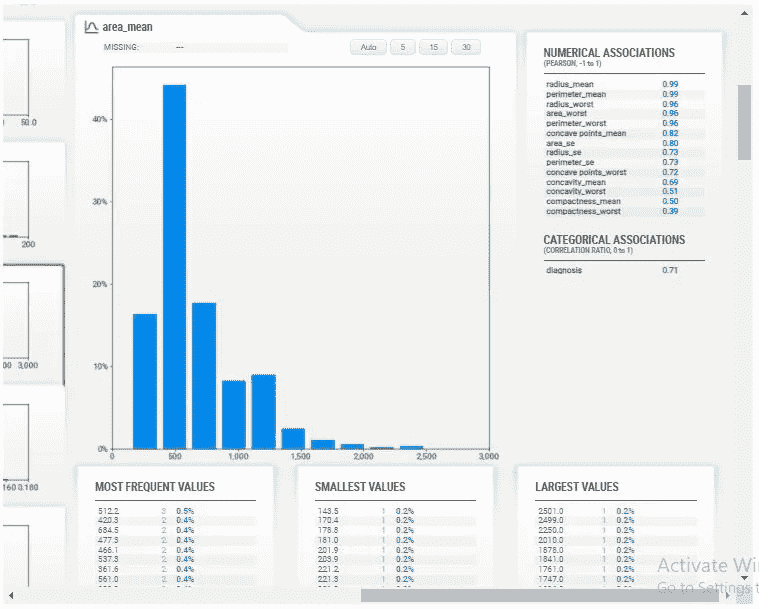 area_mean
MISSING: ---
Auto 5 15 30
40%
30%
20%
10%
0%
0 500 1,000 1,500 2,000 2,500 3,000
50.0
200
00 3,000
160 0.180
NUMERICAL ASSOCIATIONS
(PEARSON, -1 to 1)
radius_mean 0.99
perimeter_mean 0.99
radius_worst 0.96
area_worst 0.96
perimeter_worst 0.96
concave points_mean 0.82
area_se 0.80
radius_se 0.73
perimeter_se 0.73
concave points_worst 0.72
concavity_mean 0.69
concavity_worst 0.51
compactness_mean 0.50
compactness_worst 0.39
CATEGORICAL ASSOCIATIONS
(CORRELATION RATIO, 0 to 1)
diagnosis 0.71
MOST FREQUENT VALUES
512.2 3 0.5%
420.3 2 0.4%
684.5 2 0.4%
477.3 2 0.4%
466.1 2 0.4%
537.3 2 0.4%
361.6 2 0.4%
561.0 2 0.4%
SMALLEST VALUES
143.5 1 0.2%
170.4 1 0.2%
178.8 1 0.2%
181.0 1 0.2%
201.9 1 0.2%
203.9 1 0.2%
221.2 1 0.2%
221.3 1 0.2%
LARGEST VALUES
2501.0 1 0.2%
2499.0 1 0.2%
2250.0 1 0.2%
2010.0 1 0.2%
1878.0 1 0.2%
1841.0 1 0.2%
1761.0 1 0.2%
1747.0 1 0.2%
Activate Wi
Go to Settings t